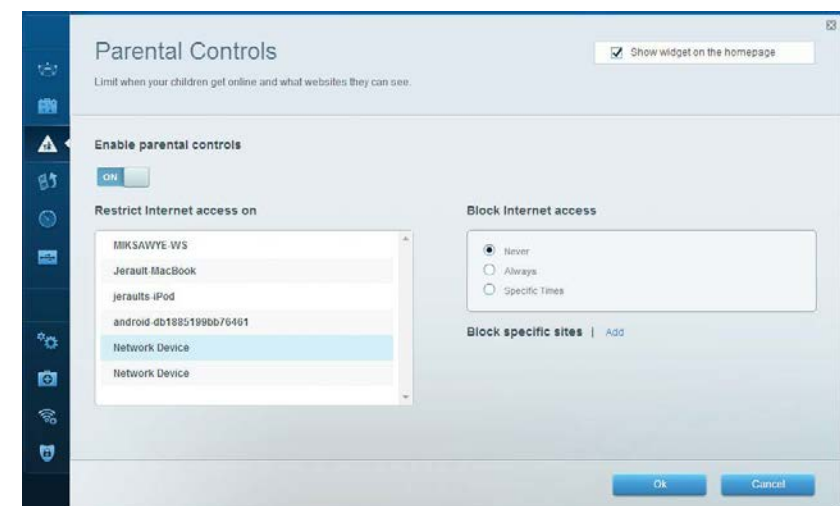 Parental Controls
Show widget on the homepage
Limit when your children get online and what websites they can see.
Enable parental controls
ON
Restrict Internet access on
MIKSAWYE-WS
Jerault-MacBook
jeraults-iPod
android-db1885199bb76461
Network Device
Network Device
Block Internet access
Never
Always
Specific Times
Block specific sites | Add
Ok
Cancel